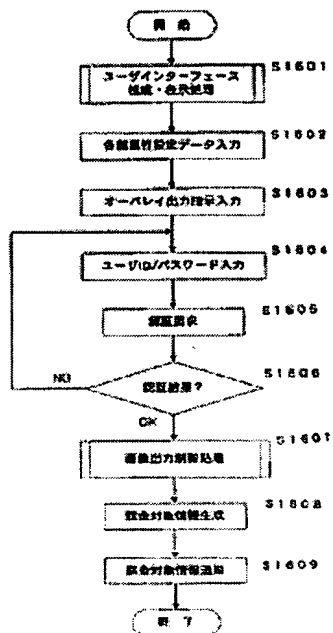 開始
S1601
ユーザインターフェース
構成・表示処理
S1602
各種属性設定データ入力
S1603
オーバレイ出力指示入力
S1604
ユーザID/パスワード入力
S1605
認証要求
S1606
認証結果?
NG
OK
S1607
画像出力制御処理
S1608
課金対象情報生成
S1609
課金対象情報通知
終了